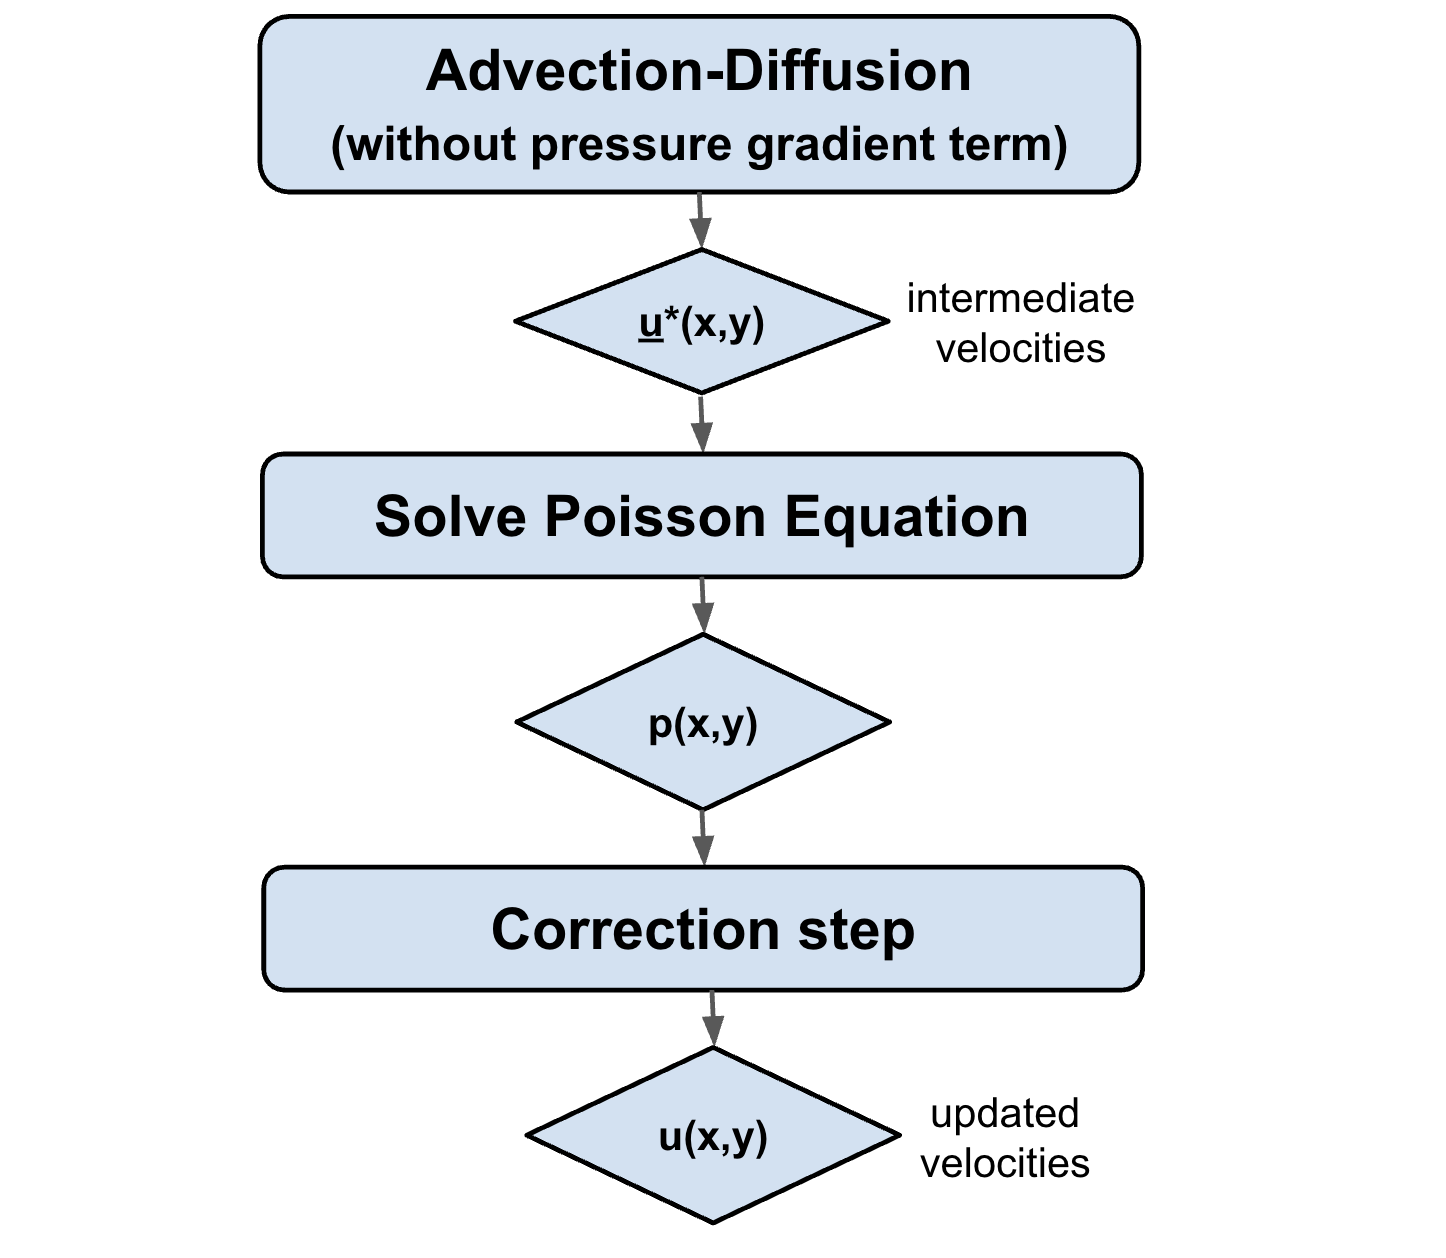 Advection-Diffusion
(without pressure gradient term)
u*(x,y)
intermediate
velocities
Solve Poisson Equation
p(x,y)
Correction step
u(x,y)
updated
velocities